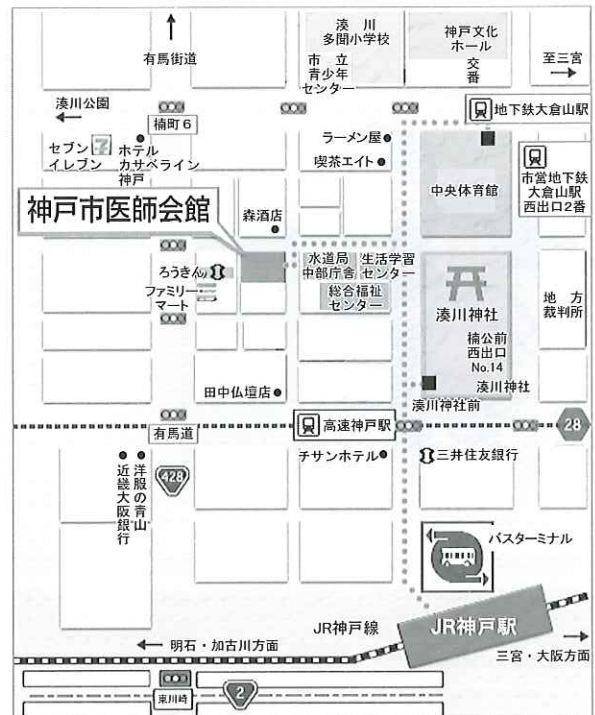 湊川
多聞小学校
神戸文化
ホール
交番
市立
青少年
センター
有馬街道
至三宮
湊川公園
楠町6
地下鉄大倉山駅
セブン
イレブン
7
ホテル
カサベライン
神戸
ラーメン屋
喫茶エイト
中央体育館
市営地下鉄
大倉山駅
西出口2番
神戸市医師会館
森酒店
ろうきん
ファミリー
マート
水道局
中部庁舎
生活学習
センター
総合福祉
センター
湊川神社
楠公前
西出口
No.14
地方
裁判所
湊川神社
湊川神社前
田中仏壇店
有馬道
高速神戸駅
28
チサンホテル
三井住友銀行
428
洋服の青山
近畿大阪銀行
バスターミナル
JR神戸線
JR神戸駅
明石・加古川方面
三宮・大阪方面
東川崎
2